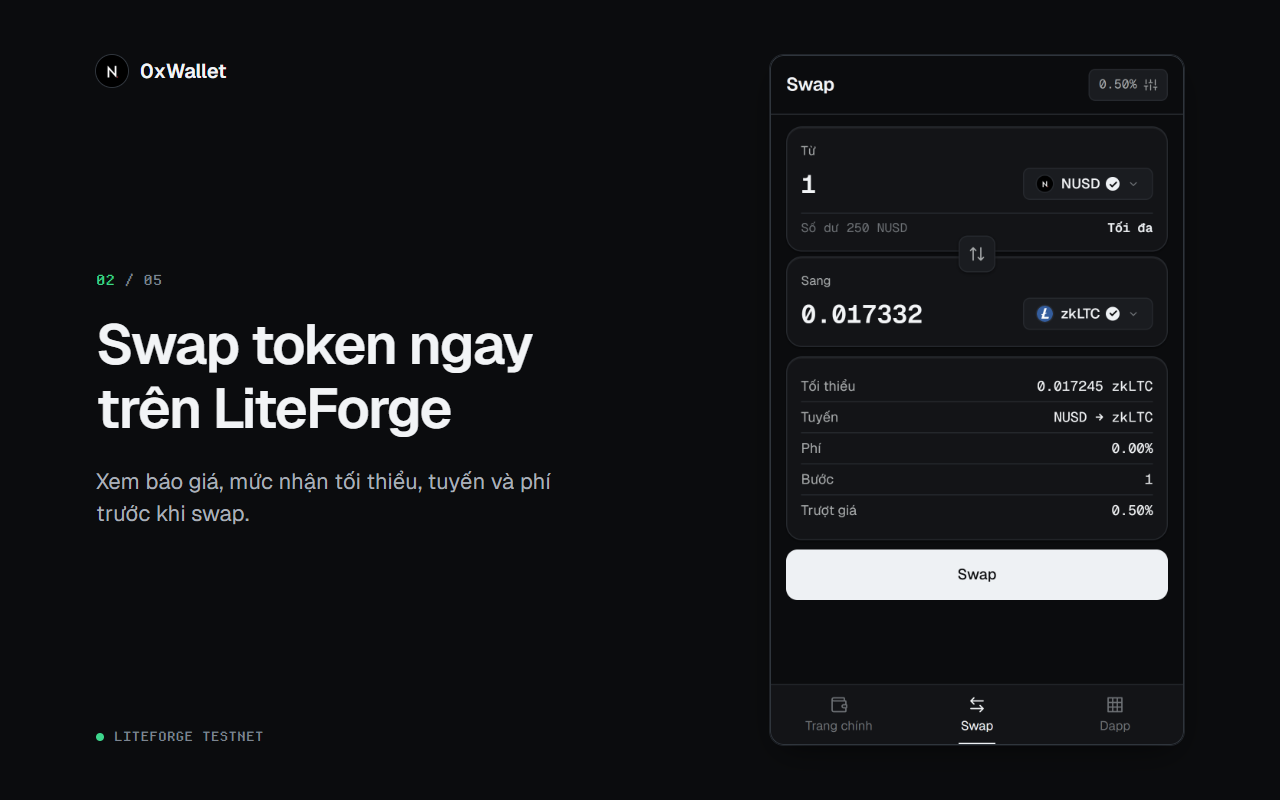 N 0xWallet
02 / 05
Swap token ngay
trên LiteForge
Xem báo giá, mức nhận tối thiểu, tuyến và phí
trước khi swap.
LITEFORGE TESTNET
Swap 0.50%
Từ
1 N NUSD
Số dư 250 NUSD Tối đa
Sang
0.017332 Ł zkLTC
Tối thiểu 0.017245 zkLTC
Tuyến NUSD → zkLTC
Phí 0.00%
Bước 1
Trượt giá 0.50%
Swap
Trang chính Swap Dapp